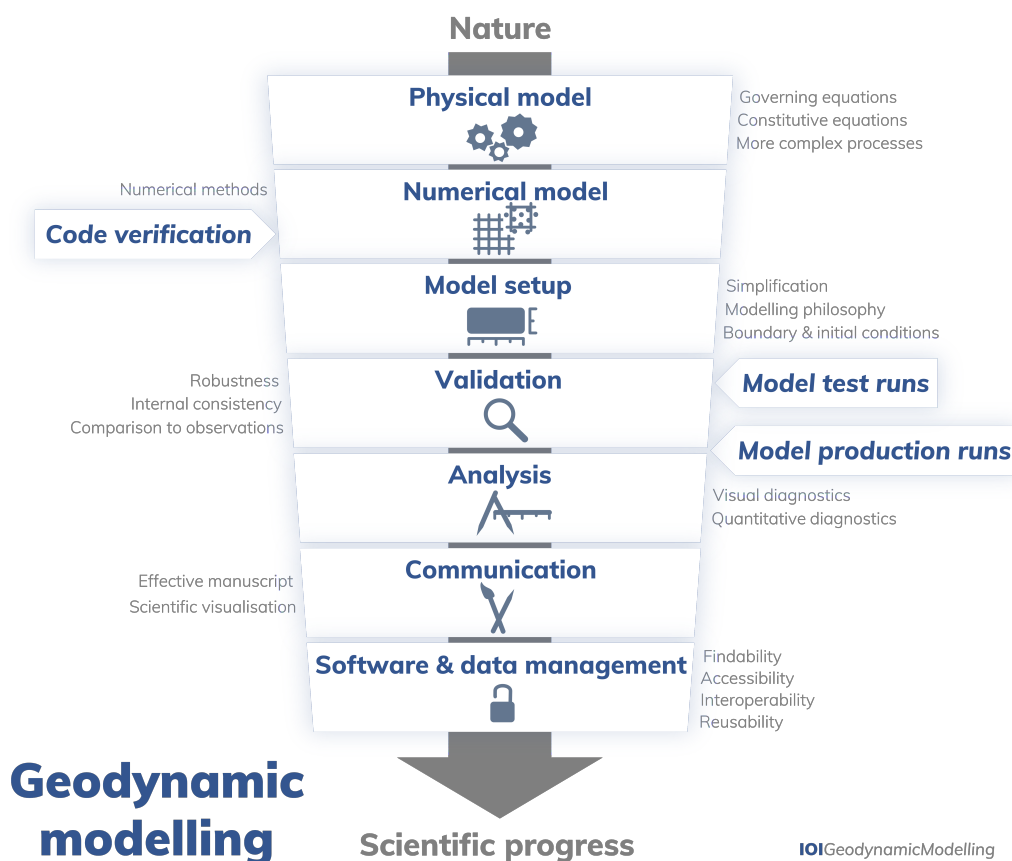 Nature
Physical model
Governing equations
Constitutive equations
More complex processes
Numerical methods
Numerical model
Code verification
Model setup
Simplification
Modelling philosophy
Boundary & initial conditions
Robustness
Internal consistency
Comparison to observations
Validation
Model test runs
Model production runs
Analysis
Visual diagnostics
Quantitative diagnostics
Effective manuscript
Scientific visualisation
Communication
Software & data management
Findability
Accessibility
Interoperability
Reusability
Geodynamic
modelling
Scientific progress
IOIGeodynamicModelling